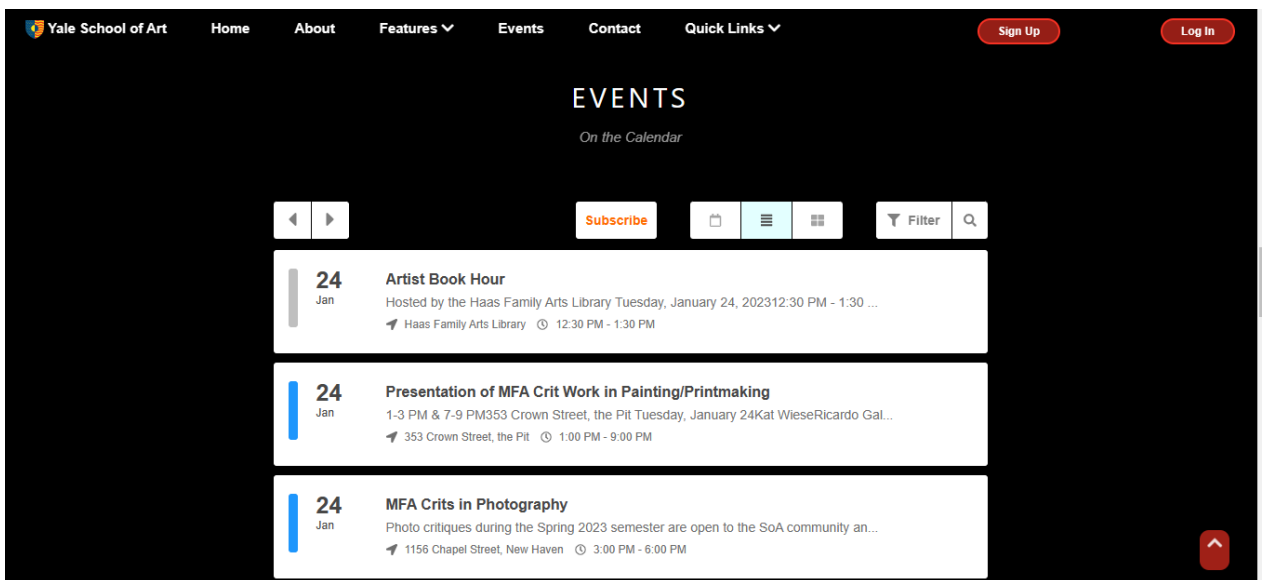 Yale School of Art Home About Features Events Contact Quick Links Sign Up Log In
EVENTS
On the Calendar
Subscribe Filter
24 Artist Book Hour
Jan Hosted by the Haas Family Arts Library Tuesday, January 24, 202312:30 PM - 1:30 ...
Haas Family Arts Library 12:30 PM - 1:30 PM
24 Presentation of MFA Crit Work in Painting/Printmaking
Jan 1-3 PM & 7-9 PM353 Crown Street, the Pit Tuesday, January 24Kat WieseRicardo Gal...
353 Crown Street, the Pit 1:00 PM - 9:00 PM
24 MFA Crits in Photography
Jan Photo critiques during the Spring 2023 semester are open to the SoA community an...
1156 Chapel Street, New Haven 3:00 PM - 6:00 PM